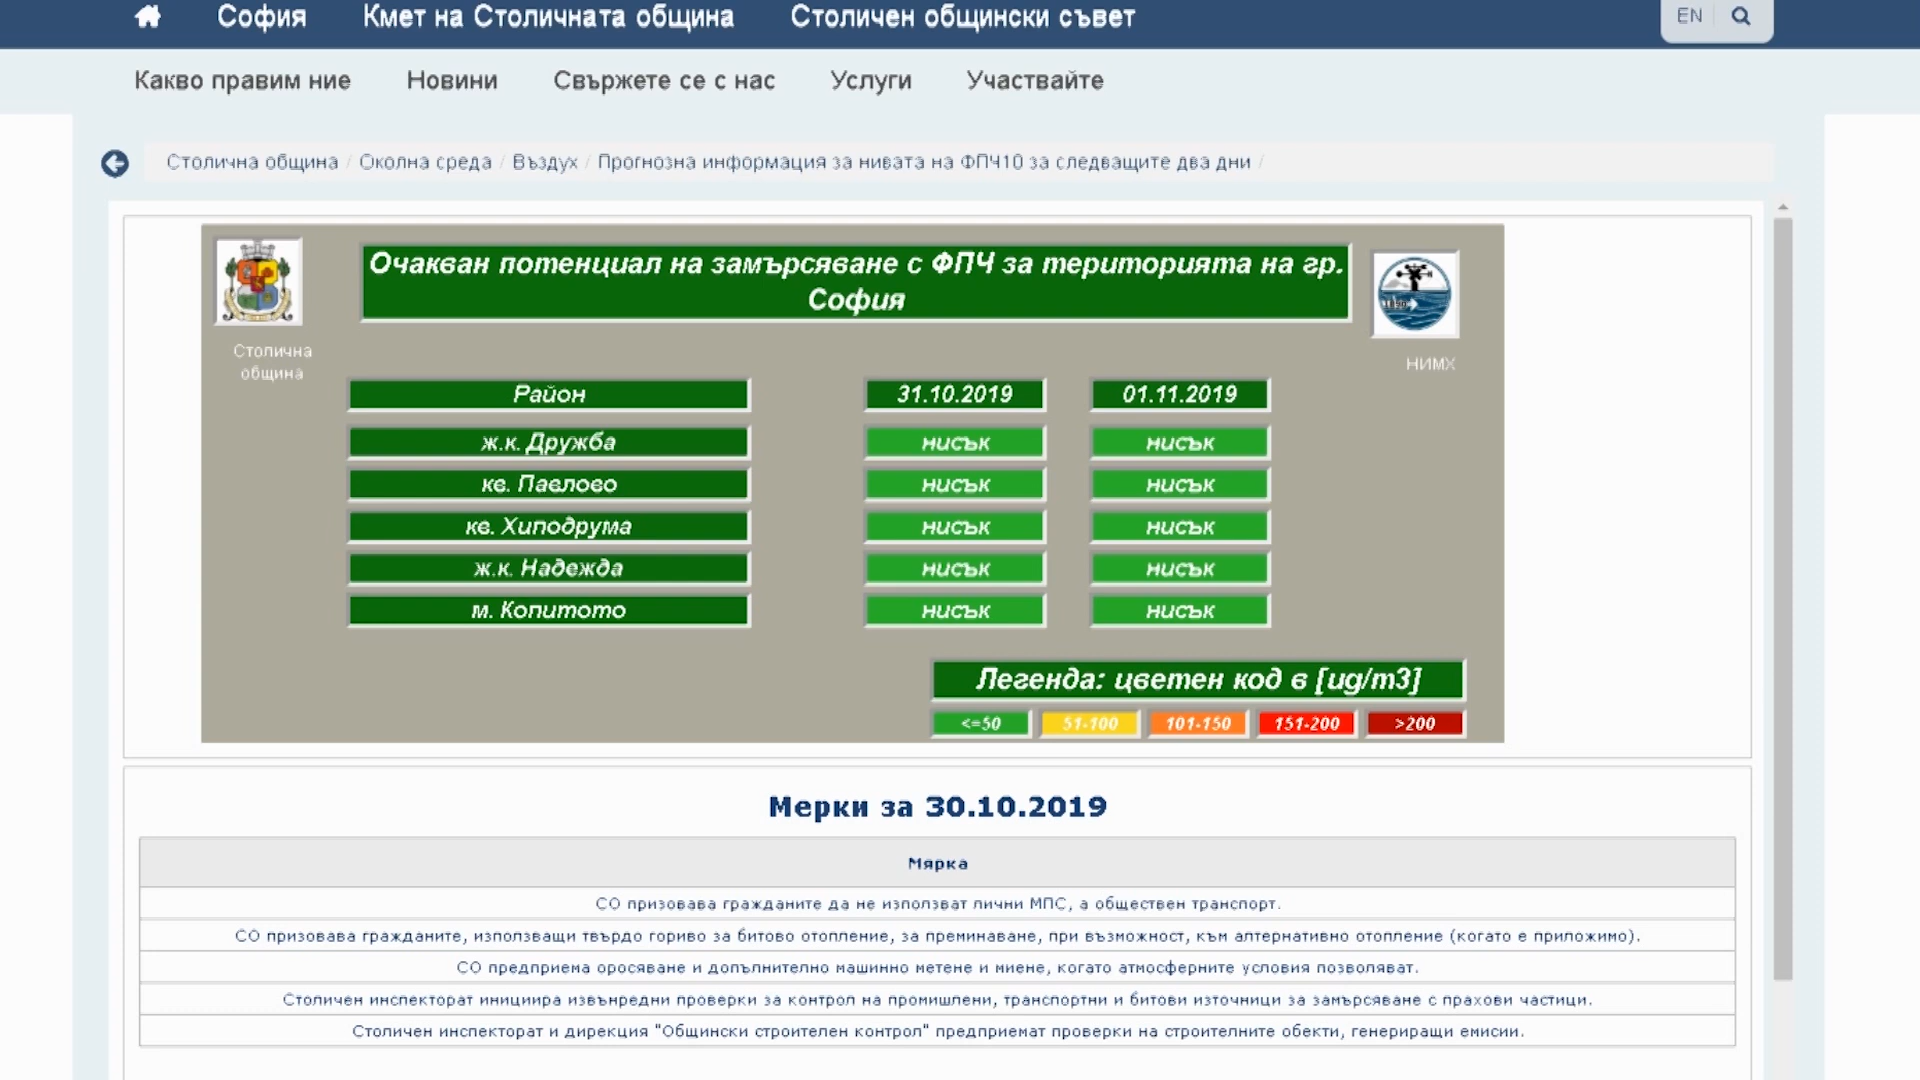 София Кмет на Столичната община Столичен общински съвет EN
Какво правим ние Новини Свържете се с нас Услуги Участвайте
Столична община / Околна среда / Въздух / Прогнозна информация за нивата на ФПЧ10 за следващите два дни /
Очакван потенциал на замърсяване с ФПЧ за територията на гр.
София
Столична
община
НИМХ
Район 31.10.2019 01.11.2019
ж.к. Дружба нисък нисък
кв. Павлово нисък нисък
кв. Хиподрума нисък нисък
ж.к. Надежда нисък нисък
м. Копитото нисък нисък
Легенда: цветен код в [ug/m3]
<=50 51-100 101-150 151-200 >200
Мерки за 30.10.2019
Мярка
СО призовава гражданите да не използват лични МПС, а обществен транспорт.
СО призовава гражданите, използващи твърдо гориво за битово отопление, за преминаване, при възможност, към алтернативно отопление (когато е приложимо).
СО предприема оросяване и допълнително машинно метене и миене, когато атмосферните условия позволяват.
Столичен инспекторат инициира извънредни проверки за контрол на промишлени, транспортни и битови източници за замърсяване с прахови частици.
Столичен инспекторат и дирекция "Общински строителен контрол" предприемат проверки на строителните обекти, генериращи емисии.